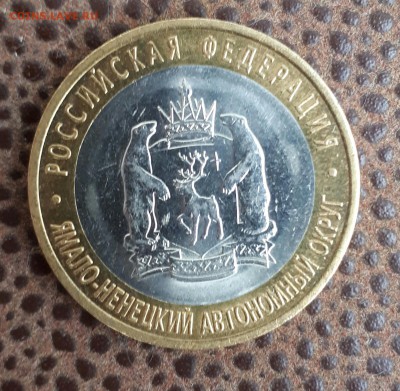 РОССИЙСКАЯ ФЕДЕРАЦИЯ
ЯМАЛО-НЕНЕЦКИЙ АВТОНОМНЫЙ ОКРУГ